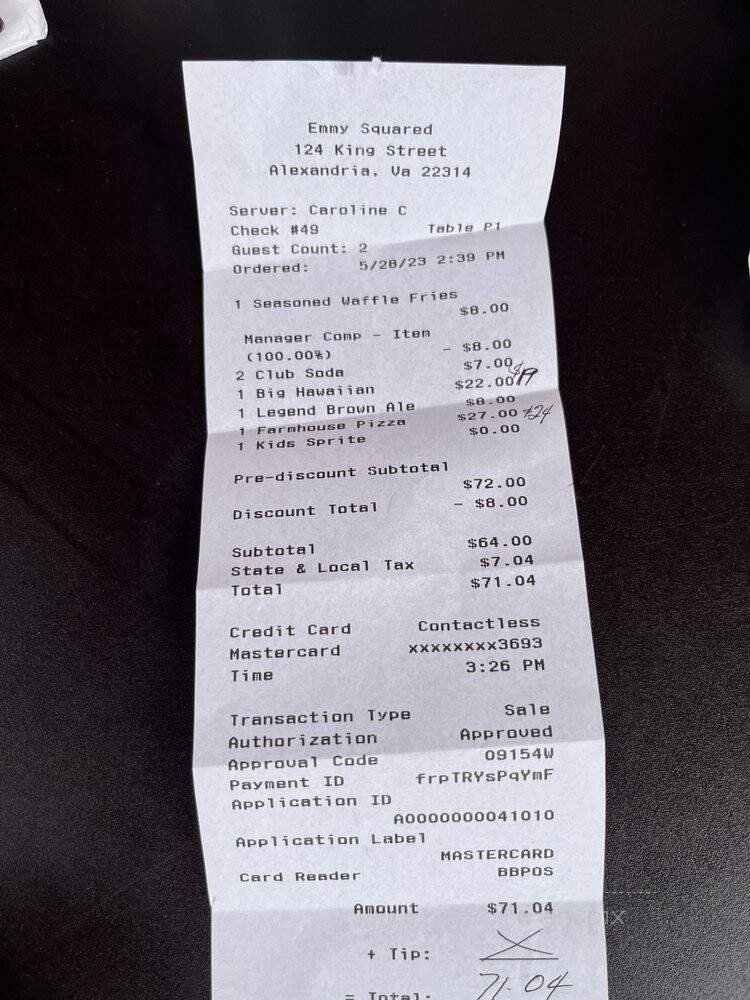 Emmy Squared
124 King Street
Alexandria, Va 22314
Server: Caroline C
Check #49 Table P1
Guest Count: 2
Ordered: 5/28/23 2:39 PM
1 Seasoned Waffle Fries
$8.00
Manager Comp - Item
(100.00%) - $8.00
2 Club Soda $7.00
1 Big Hawaiian $22.00 $19
1 Legend Brown Ale $8.00
1 Farmhouse Pizza $27.00 $24
1 Kids Sprite $0.00
Pre-discount Subtotal
$72.00
Discount Total - $8.00
Subtotal $64.00
State & Local Tax $7.04
Total $71.04
Credit Card Contactless
Mastercard xxxxxxxx3693
Time 3:26 PM
Transaction Type Sale
Authorization Approved
Approval Code 09154W
Payment ID frpTRYsPqYmF
Application ID
A0000000041010
Application Label
MASTERCARD
Card Reader BBPOS
Amount $71.04
+ Tip: X
= Total: 71.04